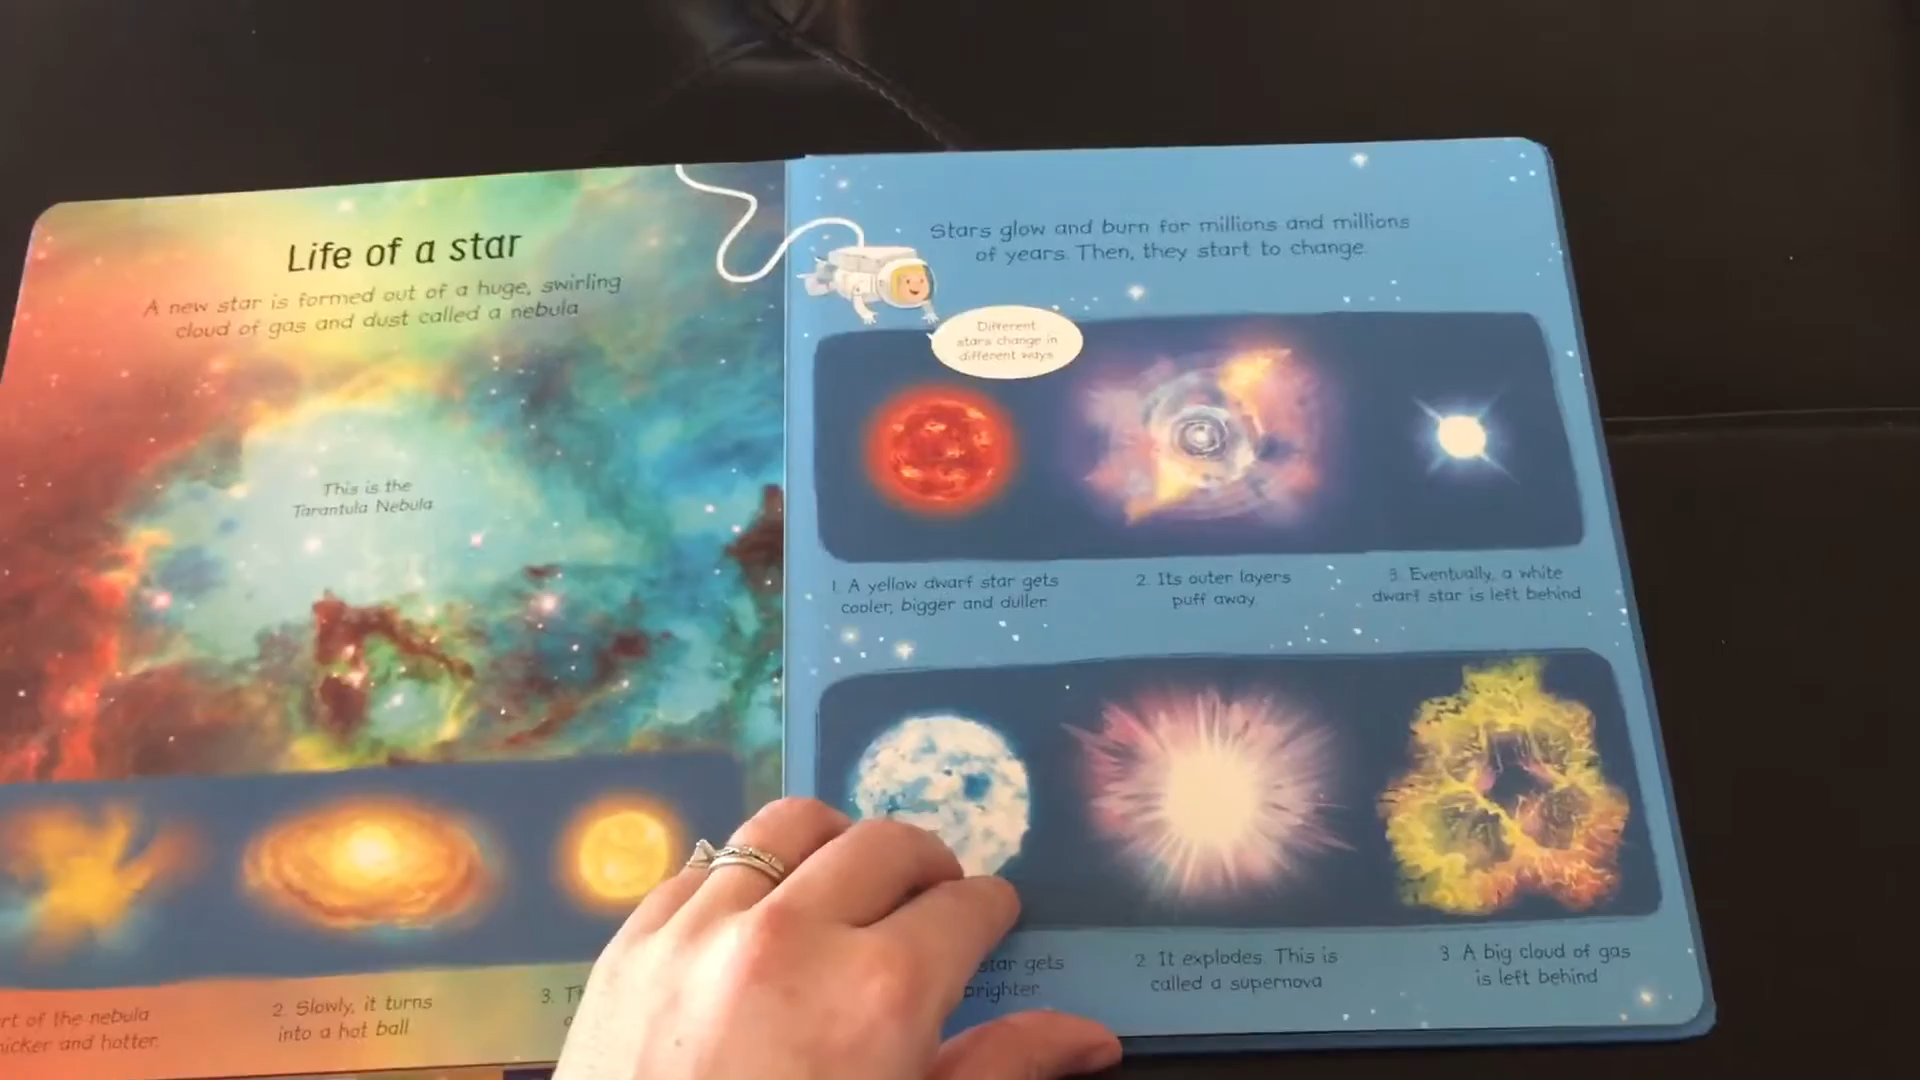 Life of a star
A new star is formed out of a huge, swirling
cloud of gas and dust called a nebula
This is the
Tarantula Nebula
rt of the nebula
hicker and hotter.
2. Slowly, it turns
into a hot ball
3.
Stars glow and burn for millions and millions
of years. Then, they start to change.
Different
stars change in
different ways
1. A yellow dwarf star gets
cooler, bigger and duller.
2. Its outer layers
puff away.
3. Eventually, a white
dwarf star is left behind
star gets
brighter.
2. It explodes. This is
called a supernova
3. A big cloud of gas
is left behind